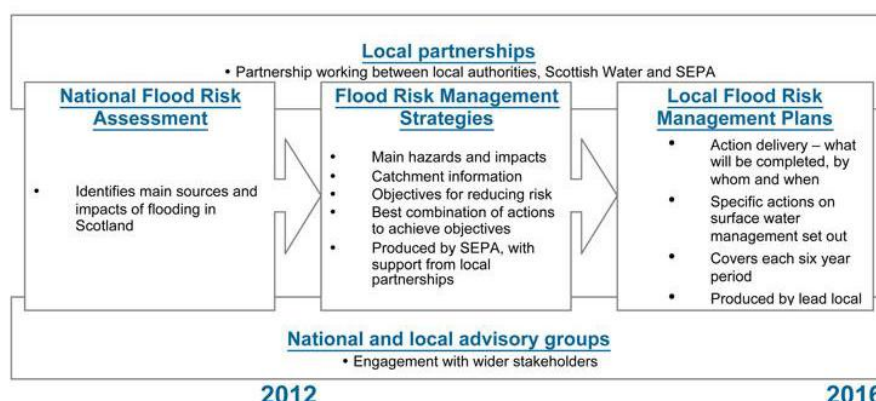 Local partnerships
• Partnership working between local authorities, Scottish Water and SEPA
National Flood Risk
Assessment
• Identifies main sources and
impacts of flooding in
Scotland
Flood Risk Management
Strategies
• Main hazards and impacts
• Catchment information
• Objectives for reducing risk
• Best combination of actions
to achieve objectives
• Produced by SEPA, with
support from local
partnerships
Local Flood Risk
Management Plans
• Action delivery – what
will be completed, by
whom and when
• Specific actions on
surface water
management set out
• Covers each six year
period
• Produced by lead local
National and local advisory groups
• Engagement with wider stakeholders
2012
2016